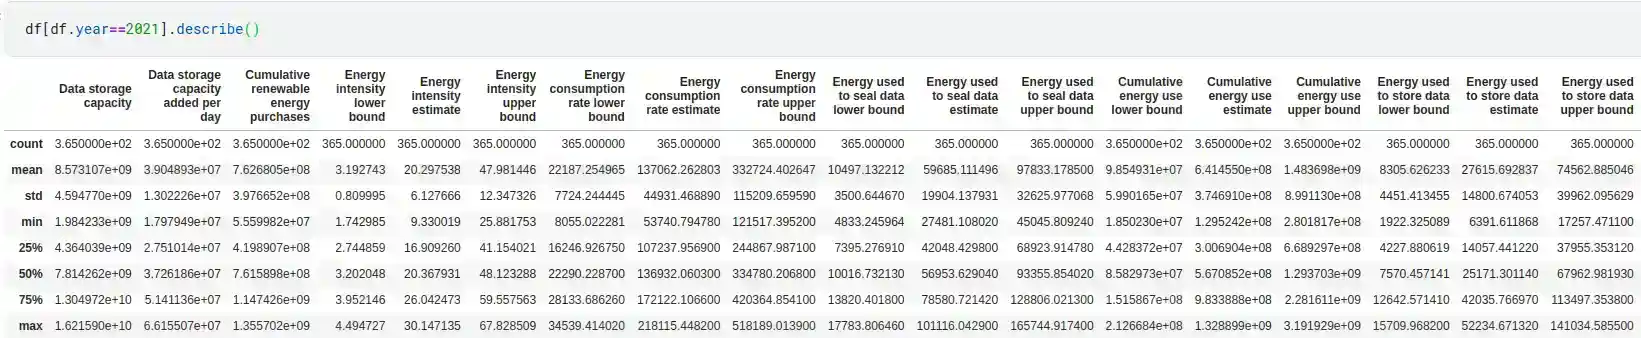 df[df.year==2021].describe()
Data storage capacity Data storage capacity added per day Cumulative renewable energy purchases Energy intensity lower bound Energy intensity estimate Energy intensity upper bound Energy consumption rate lower bound Energy consumption rate estimate Energy consumption rate upper bound Energy used to seal data lower bound Energy used to seal data estimate Energy used to seal data upper bound Cumulative energy use lower bound Cumulative energy use estimate Cumulative energy use upper bound Energy used to store data lower bound Energy used to store data estimate Energy used to store data upper bound
count 3.650000e+02 3.650000e+02 3.650000e+02 365.000000 365.000000 365.000000 365.000000 365.000000 365.000000 365.000000 365.000000 365.000000 3.650000e+02 3.650000e+02 3.650000e+02 365.000000 365.000000 365.000000
mean 8.573107e+09 3.904893e+07 7.626805e+08 3.192743 20.297538 47.981446 22187.254965 137062.262803 332724.402647 10497.132212 59685.111496 97833.178500 9.854931e+07 6.414550e+08 1.483698e+09 8305.626233 27615.692837 74562.885046
std 4.594770e+09 1.302226e+07 3.976652e+08 0.809995 6.127666 12.347326 7724.244445 44931.468890 115209.659590 3500.644670 19904.137931 32625.977068 5.990165e+07 3.746910e+08 8.991130e+08 4451.413455 14800.674053 39962.095629
min 1.984233e+09 1.797949e+07 5.559982e+07 1.742985 9.330019 25.881753 8055.022281 53740.794780 121517.395200 4833.245964 27481.108020 45045.809240 1.850230e+07 1.295242e+08 2.801817e+08 1922.325089 6391.611868 17257.471100
25% 4.364039e+09 2.751014e+07 4.198907e+08 2.744859 16.909260 41.154021 16246.926750 107237.956900 244867.987100 7395.276910 42048.429800 68923.914780 4.428372e+07 3.006904e+08 6.689297e+08 4227.880619 14057.441220 37955.353120
50% 7.814262e+09 3.726186e+07 7.615898e+08 3.202048 20.367931 48.123288 22290.228700 136932.060300 334780.206800 10016.732130 56953.629040 93355.854020 8.582973e+07 5.670852e+08 1.293703e+09 7570.457141 25171.301140 67962.981930
75% 1.304972e+10 5.141136e+07 1.147426e+09 3.952146 26.042473 59.557563 28133.686260 172122.106600 420364.854100 13820.401800 78580.721420 128806.021300 1.515867e+08 9.833888e+08 2.281611e+09 12642.571410 42035.766970 113497.353800
max 1.621590e+10 6.615507e+07 1.355702e+09 4.494727 30.147135 67.828509 34539.414020 218115.448200 518189.013900 17783.806460 101116.042900 165744.917400 2.126684e+08 1.328899e+09 3.191929e+09 15709.968200 52234.671320 141034.585500